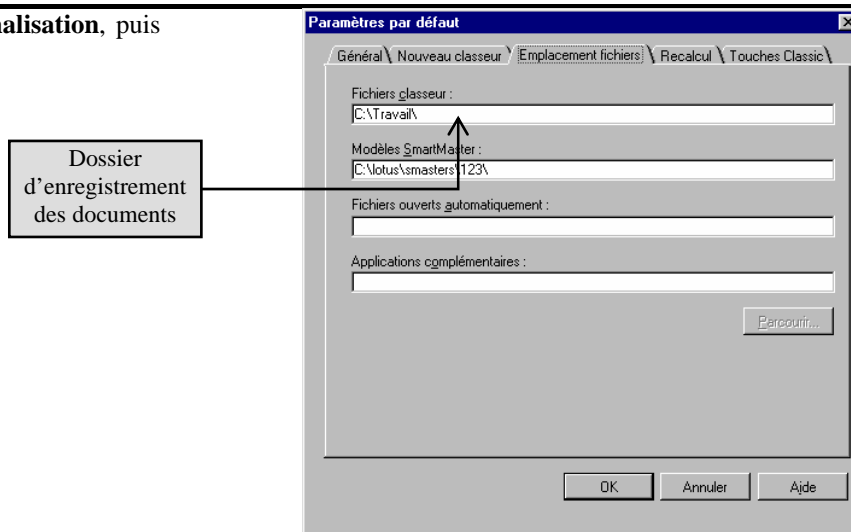 nalisation, puis
Paramètres par défaut
Général Nouveau classeur Emplacement fichiers Recalcul Touches Classic
Fichiers classeur :
C:\Travail\
Modèles SmartMaster :
C:\lotus\smasters\123\
Fichiers ouverts automatiquement :
Applications complémentaires :
Parcourir...
OK Annuler Aide
Dossier
d'enregistrement
des documents